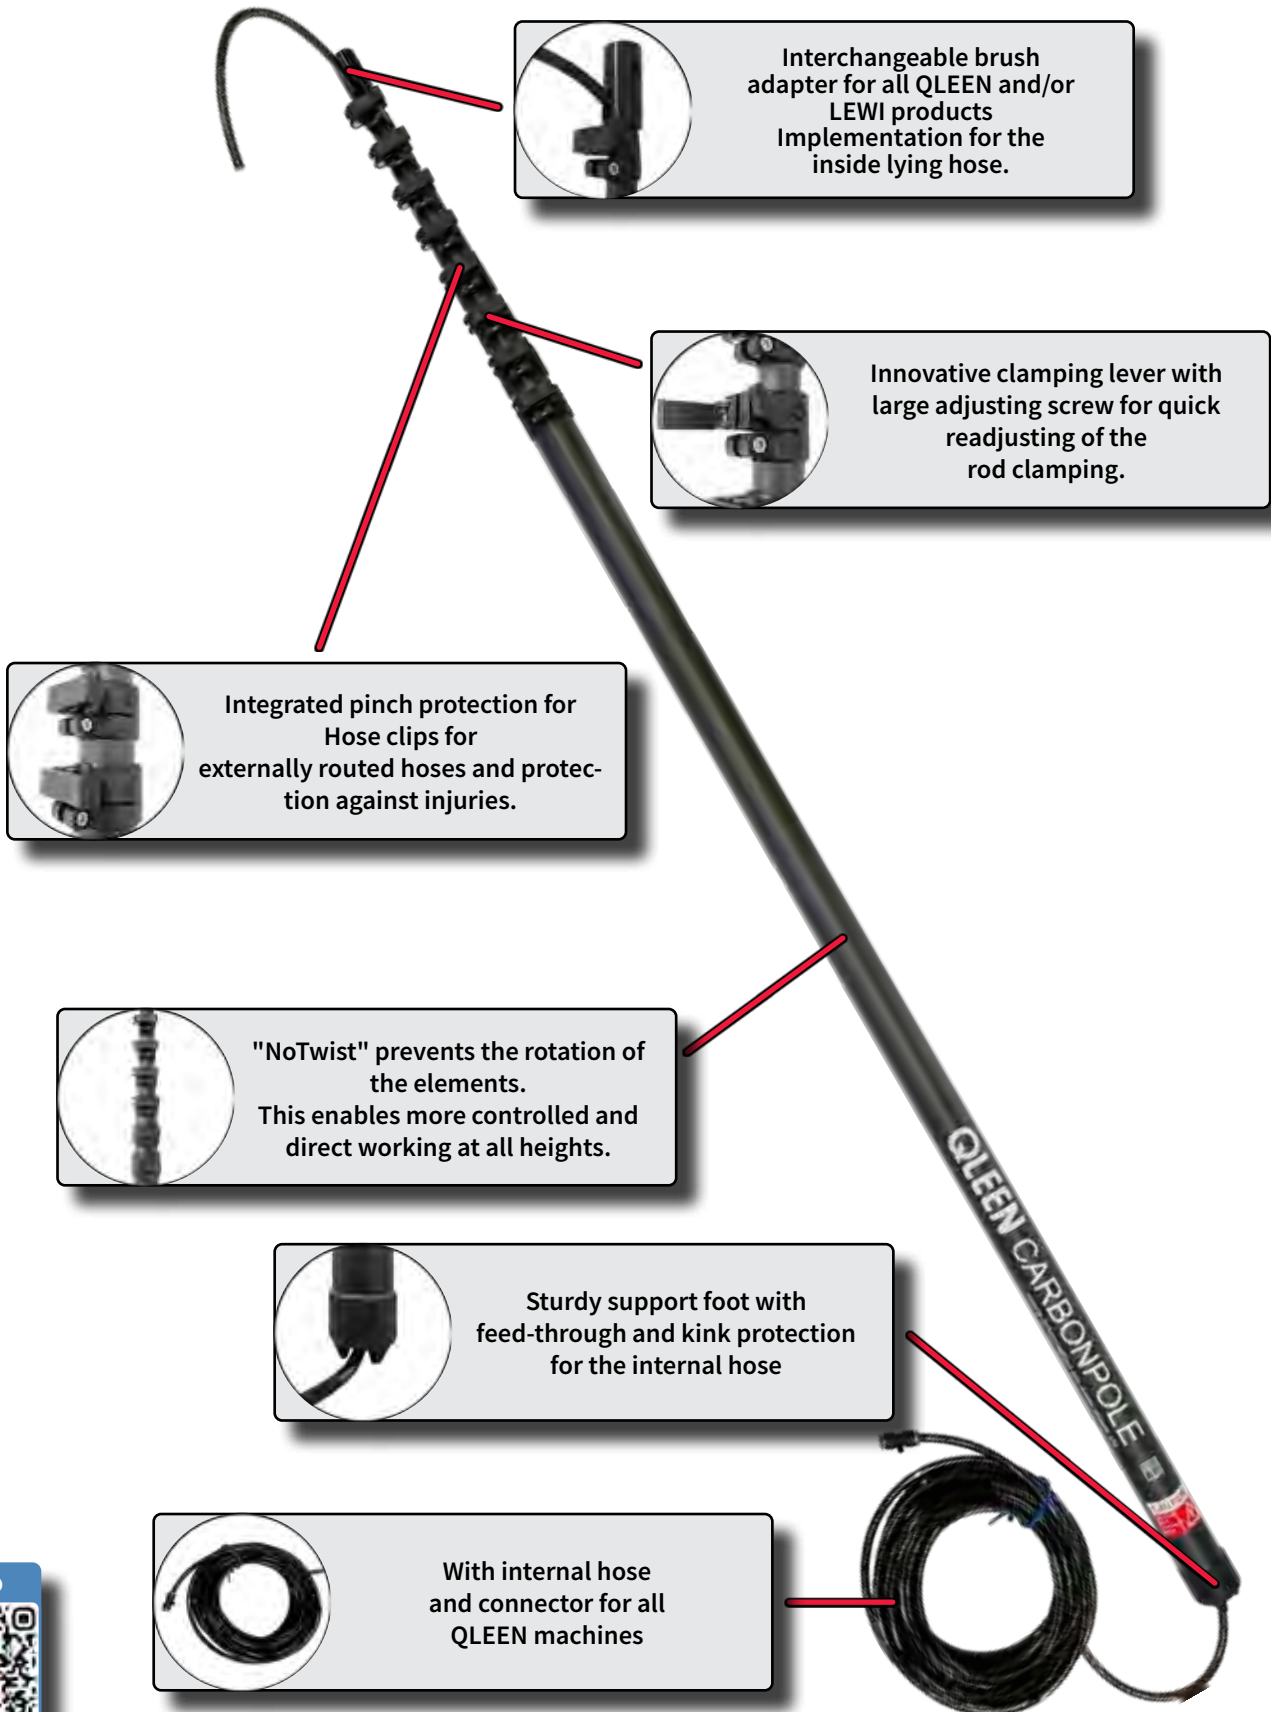 Interchangeable brush
adapter for all QLEEN and/or
LEWI products
Implementation for the
inside lying hose.
Innovative clamping lever with
large adjusting screw for quick
readjusting of the
rod clamping.
Integrated pinch protection for
Hose clips for
externally routed hoses and protec-
tion against injuries.
"NoTwist" prevents the rotation of
the elements.
This enables more controlled and
direct working at all heights.
QLEEN CARBONPOLE
Sturdy support foot with
feed-through and kink protection
for the internal hose
With internal hose
and connector for all
QLEEN machines